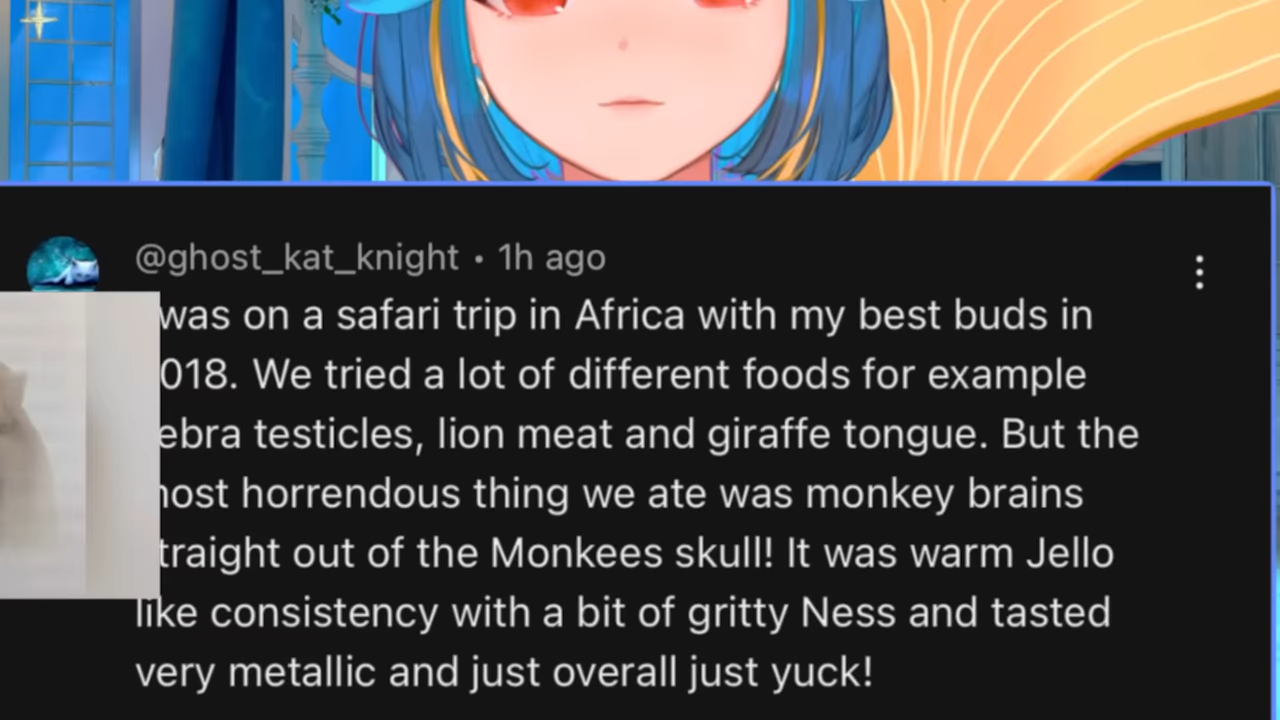 @ghost_kat_knight • 1h ago
was on a safari trip in Africa with my best buds in
018. We tried a lot of different foods for example
ebra testicles, lion meat and giraffe tongue. But the
most horrendous thing we ate was monkey brains
traight out of the Monkees skull! It was warm Jello
like consistency with a bit of gritty Ness and tasted
very metallic and just overall just yuck!